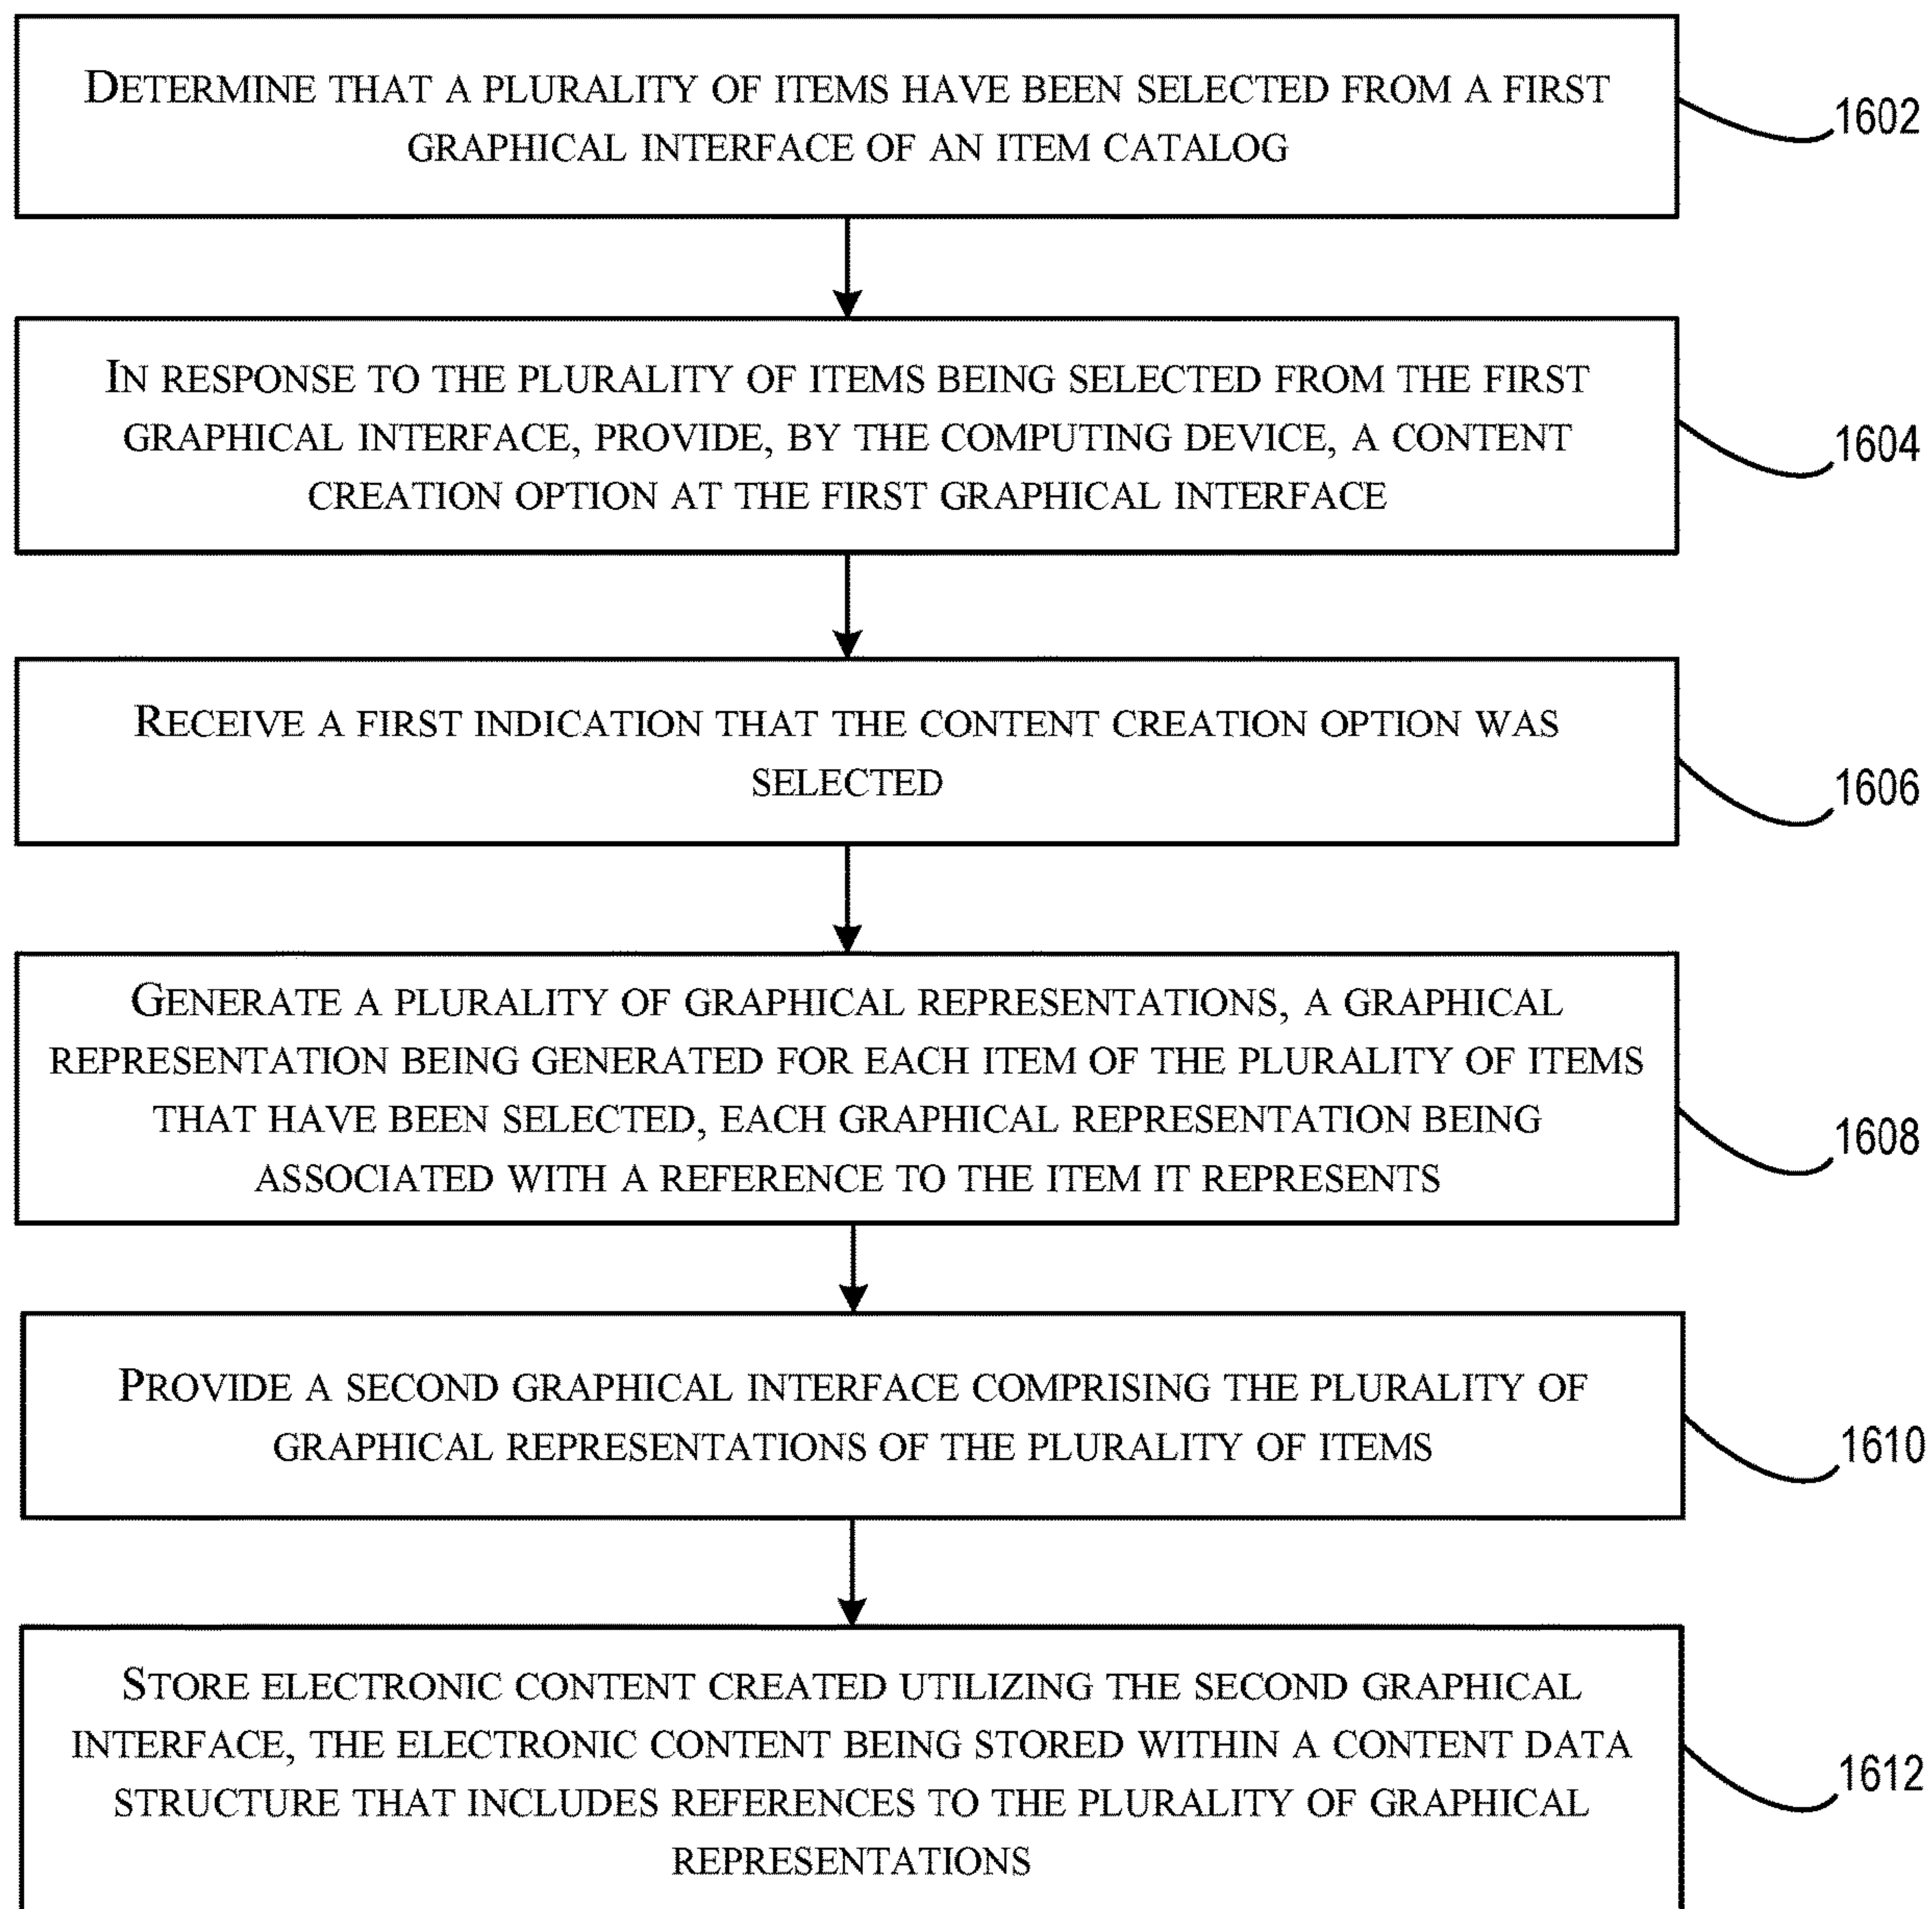 DETERMINE THAT A PLURALITY OF ITEMS HAVE BEEN SELECTED FROM A FIRST
GRAPHICAL INTERFACE OF AN ITEM CATALOG
1602
IN RESPONSE TO THE PLURALITY OF ITEMS BEING SELECTED FROM THE FIRST
GRAPHICAL INTERFACE, PROVIDE, BY THE COMPUTING DEVICE, A CONTENT
CREATION OPTION AT THE FIRST GRAPHICAL INTERFACE
1604
RECEIVE A FIRST INDICATION THAT THE CONTENT CREATION OPTION WAS
SELECTED
1606
GENERATE A PLURALITY OF GRAPHICAL REPRESENTATIONS, A GRAPHICAL
REPRESENTATION BEING GENERATED FOR EACH ITEM OF THE PLURALITY OF ITEMS
THAT HAVE BEEN SELECTED, EACH GRAPHICAL REPRESENTATION BEING
ASSOCIATED WITH A REFERENCE TO THE ITEM IT REPRESENTS
1608
PROVIDE A SECOND GRAPHICAL INTERFACE COMPRISING THE PLURALITY OF
GRAPHICAL REPRESENTATIONS OF THE PLURALITY OF ITEMS
1610
STORE ELECTRONIC CONTENT CREATED UTILIZING THE SECOND GRAPHICAL
INTERFACE, THE ELECTRONIC CONTENT BEING STORED WITHIN A CONTENT DATA
STRUCTURE THAT INCLUDES REFERENCES TO THE PLURALITY OF GRAPHICAL
REPRESENTATIONS
1612